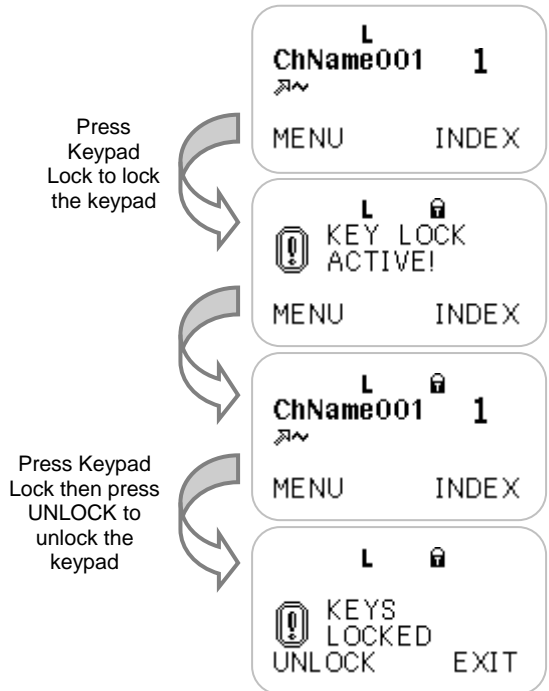 L
ChName001 1
MENU INDEX
Press
Keypad
Lock to lock
the keypad
L
KEY LOCK
ACTIVE!
MENU INDEX
L
ChName001 1
MENU INDEX
Press Keypad
Lock then press
UNLOCK to
unlock the
keypad
L
KEYS
LOCKED
UNLOCK EXIT